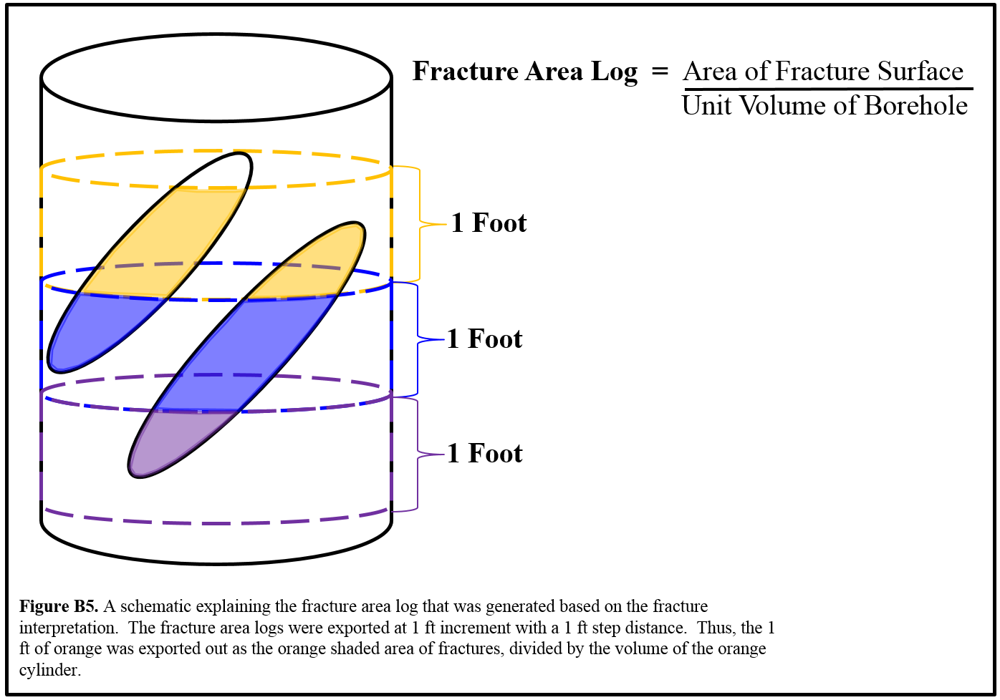 Fracture Area Log = Area of Fracture Surface
Unit Volume of Borehole
1 Foot
1 Foot
1 Foot
Figure B5. A schematic explaining the fracture area log that was generated based on the fracture
interpretation.  The fracture area logs were exported at 1 ft increment with a 1 ft step distance.  Thus, the 1
ft of orange was exported out as the orange shaded area of fractures, divided by the volume of the orange
cylinder.